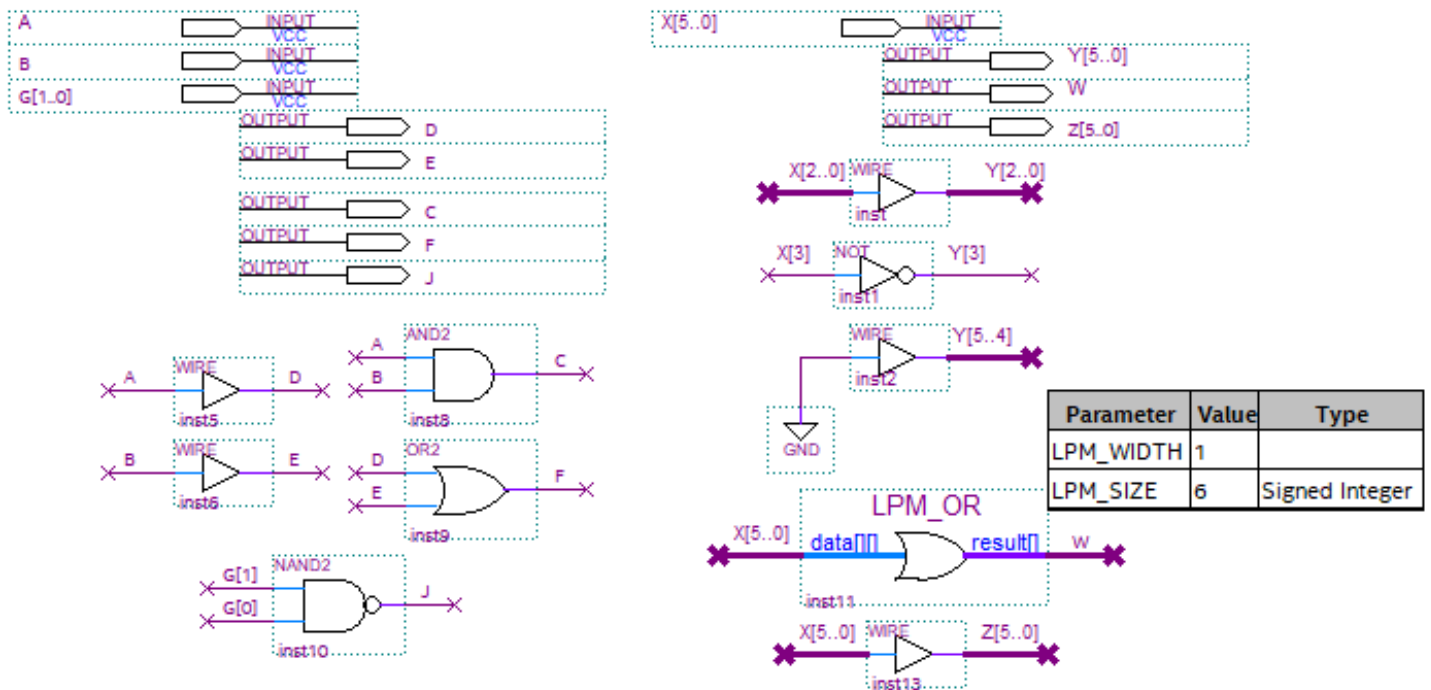 A INPUT
VCC
B INPUT
VCC
G[1..0] INPUT
VCC
OUTPUT D
OUTPUT E
OUTPUT C
OUTPUT F
OUTPUT J
X[5..0] INPUT
VCC
OUTPUT Y[5..0]
OUTPUT W
OUTPUT Z[5..0]
X[2..0] WIRE Y[2..0]
inst
X[3] NOT Y[3]
inst1
WIRE Y[5..4]
inst2
GND
A WIRE D
inst5
B WIRE E
inst6
AND2
A
B
C
inst8
OR2
D
E
F
inst9
NAND2
G[1]
G[0]
J
inst10
Parameter Value Type
LPM_WIDTH 1
LPM_SIZE 6 Signed Integer
LPM_OR
X[5..0] data[][] result[] W
inst11
X[5..0] WIRE Z[5..0]
inst13